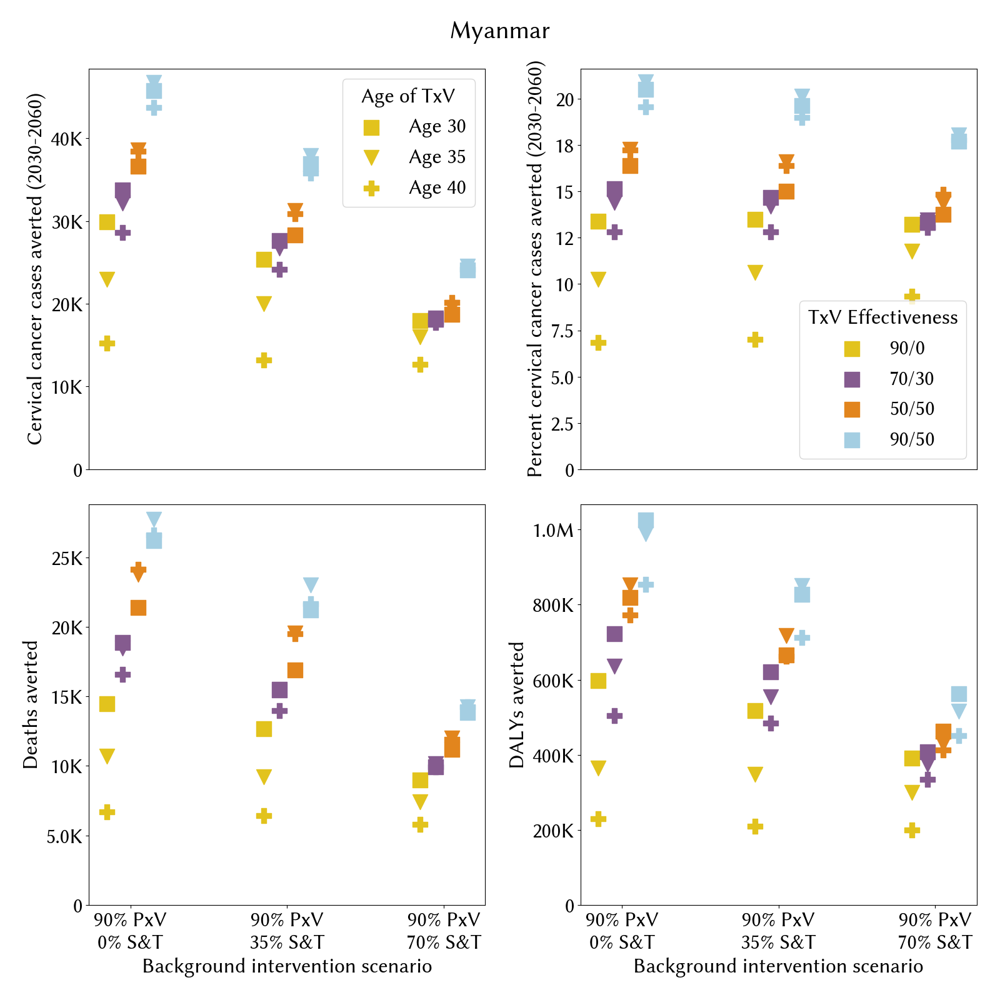 Myanmar
Cervical cancer cases averted (2030-2060)
40K
30K
20K
10K
0
Age of TxV
Age 30
Age 35
Age 40
Percent cervical cancer cases averted (2030-2060)
20
18
15
12
10
7.5
5.0
2.5
0
TxV Effectiveness
90/0
70/30
50/50
90/50
Deaths averted
25K
20K
15K
10K
5.0K
0
90% PxV
0% S&T
90% PxV
35% S&T
90% PxV
70% S&T
Background intervention scenario
DALYs averted
1.0M
800K
600K
400K
200K
0
90% PxV
0% S&T
90% PxV
35% S&T
90% PxV
70% S&T
Background intervention scenario